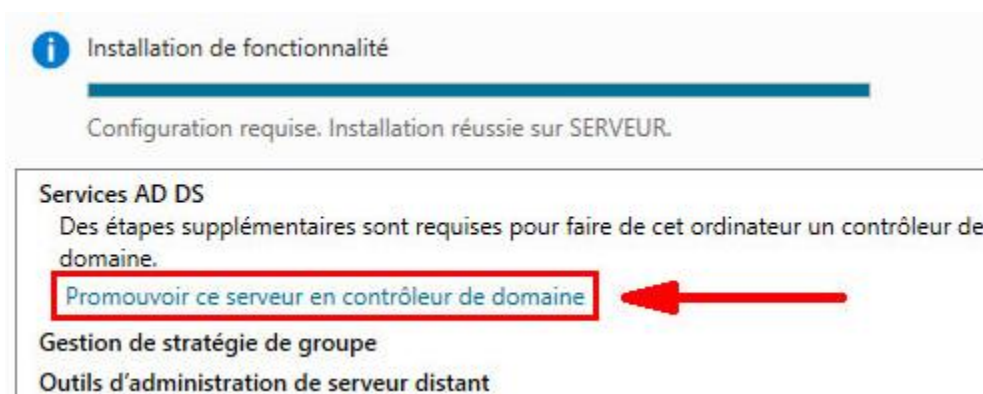 Installation de fonctionnalité
Configuration requise. Installation réussie sur SERVEUR.
Services AD DS
Des étapes supplémentaires sont requises pour faire de cet ordinateur un contrôleur de
domaine.
Promouvoir ce serveur en contrôleur de domaine
Gestion de stratégie de groupe
Outils d'administration de serveur distant